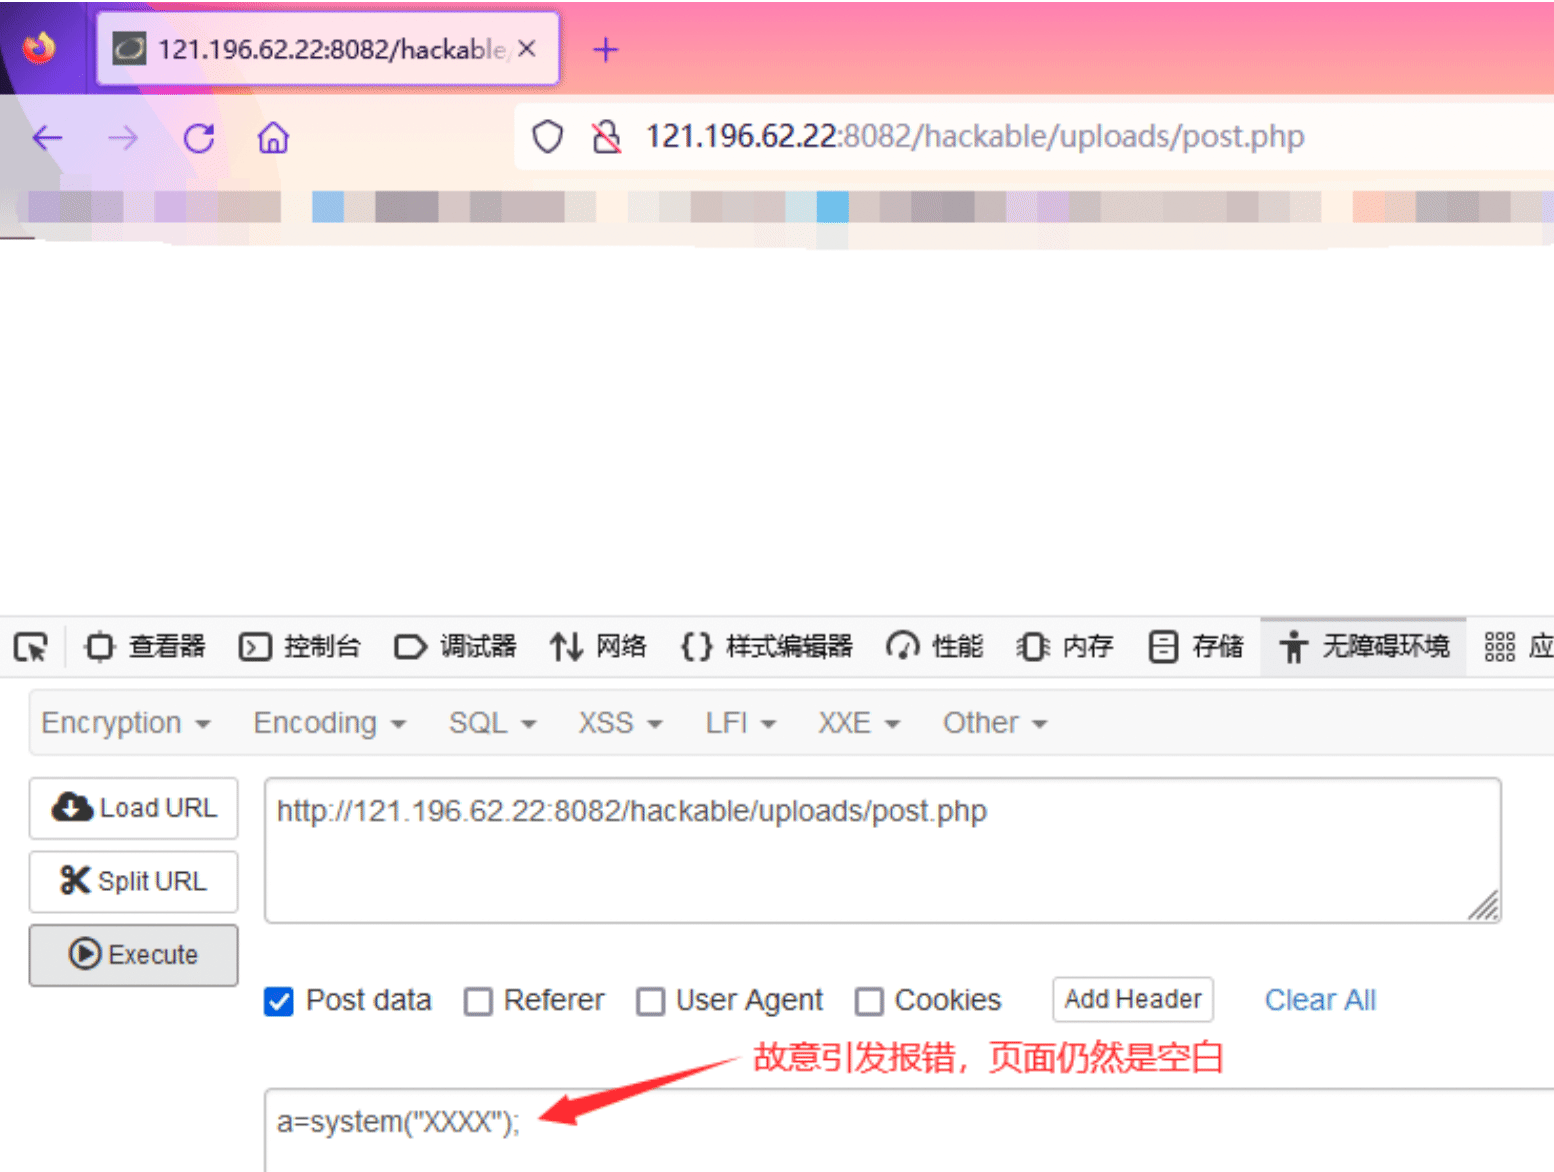 121.196.62.22:8082/hackable/
121.196.62.22:8082/hackable/uploads/post.php
查看器 控制台 调试器 网络 样式编辑器 性能 内存 存储 无障碍环境 应
Encryption Encoding SQL XSS LFI XXE Other
Load URL http://121.196.62.22:8082/hackable/uploads/post.php
Split URL
Execute
Post data Referer User Agent Cookies Add Header Clear All
故意引发报错，页面仍然是空白
a=system("XXXX");